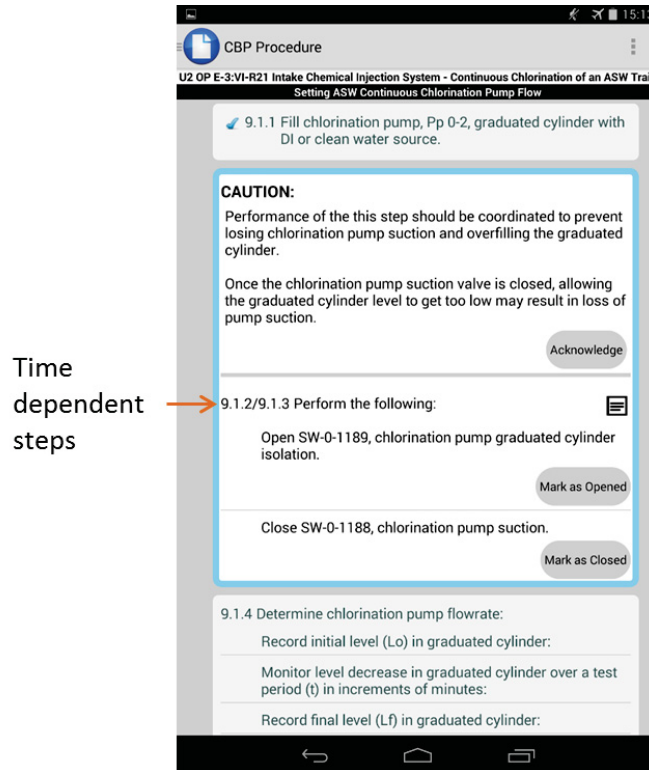 15:13
CBP Procedure
U2 OP E-3:VI-R21 Intake Chemical Injection System - Continuous Chlorination of an ASW Trai
Setting ASW Continuous Chlorination Pump Flow
9.1.1 Fill chlorination pump, Pp 0-2, graduated cylinder with
DI or clean water source.
CAUTION:
Performance of the this step should be coordinated to prevent
losing chlorination pump suction and overfilling the graduated
cylinder.
Once the chlorination pump suction valve is closed, allowing
the graduated cylinder level to get too low may result in loss of
pump suction.
Acknowledge
Time
dependent
steps
9.1.2/9.1.3 Perform the following:
Open SW-0-1189, chlorination pump graduated cylinder
isolation.
Mark as Opened
Close SW-0-1188, chlorination pump suction.
Mark as Closed
9.1.4 Determine chlorination pump flowrate:
Record initial level (Lo) in graduated cylinder:
Monitor level decrease in graduated cylinder over a test
period (t) in increments of minutes:
Record final level (Lf) in graduated cylinder: